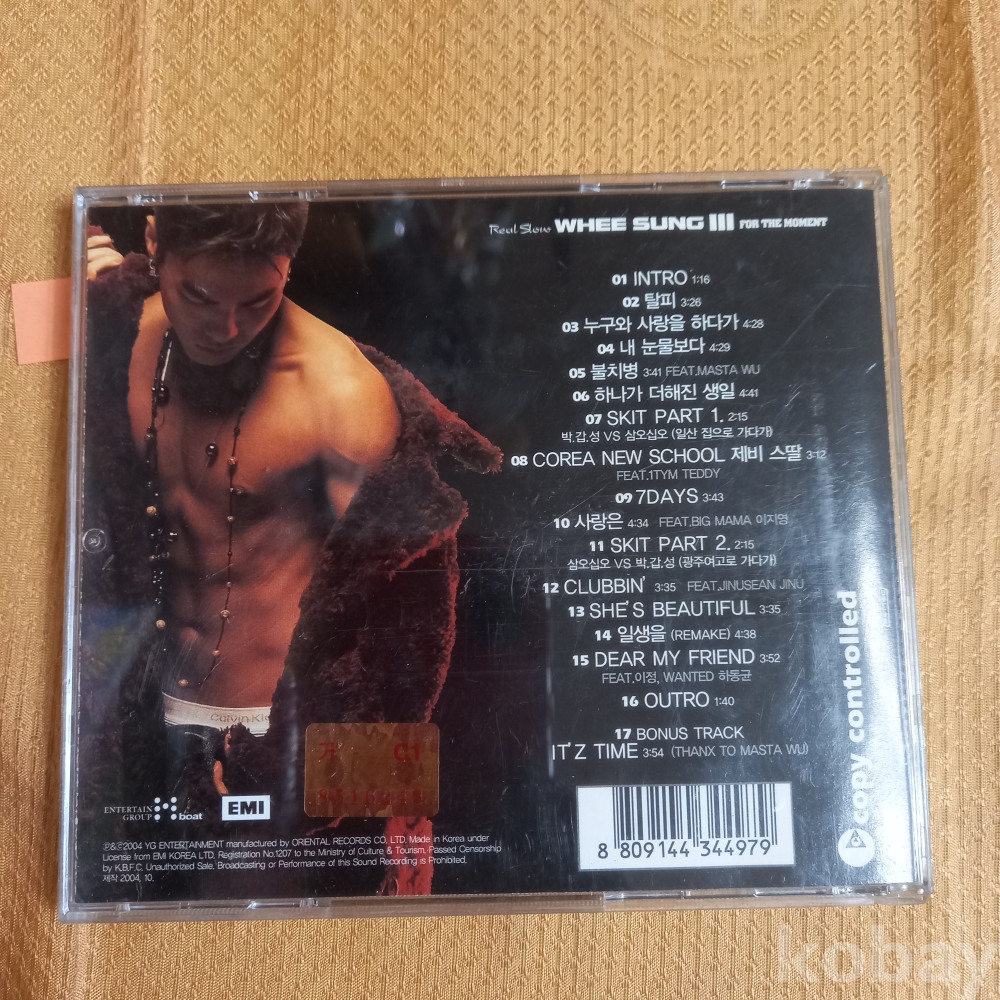 Real Slow WHEE SUNG III FOR THE MOMENT
01 INTRO 1:16
02 탈피 3:26
03 누구와 사랑을 하다가 4:28
04 내 눈물보다 4:29
05 불치병 3:41 FEAT.MASTA WU
06 하나가 더해진 생일 4:41
07 SKIT PART 1. 2:15
박.갑.성 VS 삼오십오 (일산 집으로 가다가)
08 COREA NEW SCHOOL 제비 스딸 3:12
FEAT.1TYM TEDDY
09 7DAYS 3:43
10 사랑은 4:34 FEAT.BIG MAMA 이지영
11 SKIT PART 2. 2:15
삼오십오 VS 박.갑.성 (광주여고로 가다가)
12 CLUBBIN' 3:35 FEAT.JINUSEAN JINU
13 SHE'S BEAUTIFUL 3:35
14 일생을 (REMAKE) 4:38
15 DEAR MY FRIEND 3:52
FEAT.이정, WANTED 하동균
16 OUTRO 1:40
17 BONUS TRACK
IT'Z TIME 3:54 (THANX TO MASTA WU)
copy controlled
Calvin Kle
ENTERTAIN
GROUP boat
EMI
℗&©2004 YG ENTERTAINMENT manufactured by ORIENTAL RECORDS CO, LTD. Made in Korea under
License from EMI KOREA LTD. Registration No.1207 to the Ministry of Culture & Tourism. Passed Censorship
by K.B.F.C. Unauthorized Sale, Broadcasting or Performance of this Sound Recording is Prohibited.
제작 2004. 10.
8 809144 344979
kobay